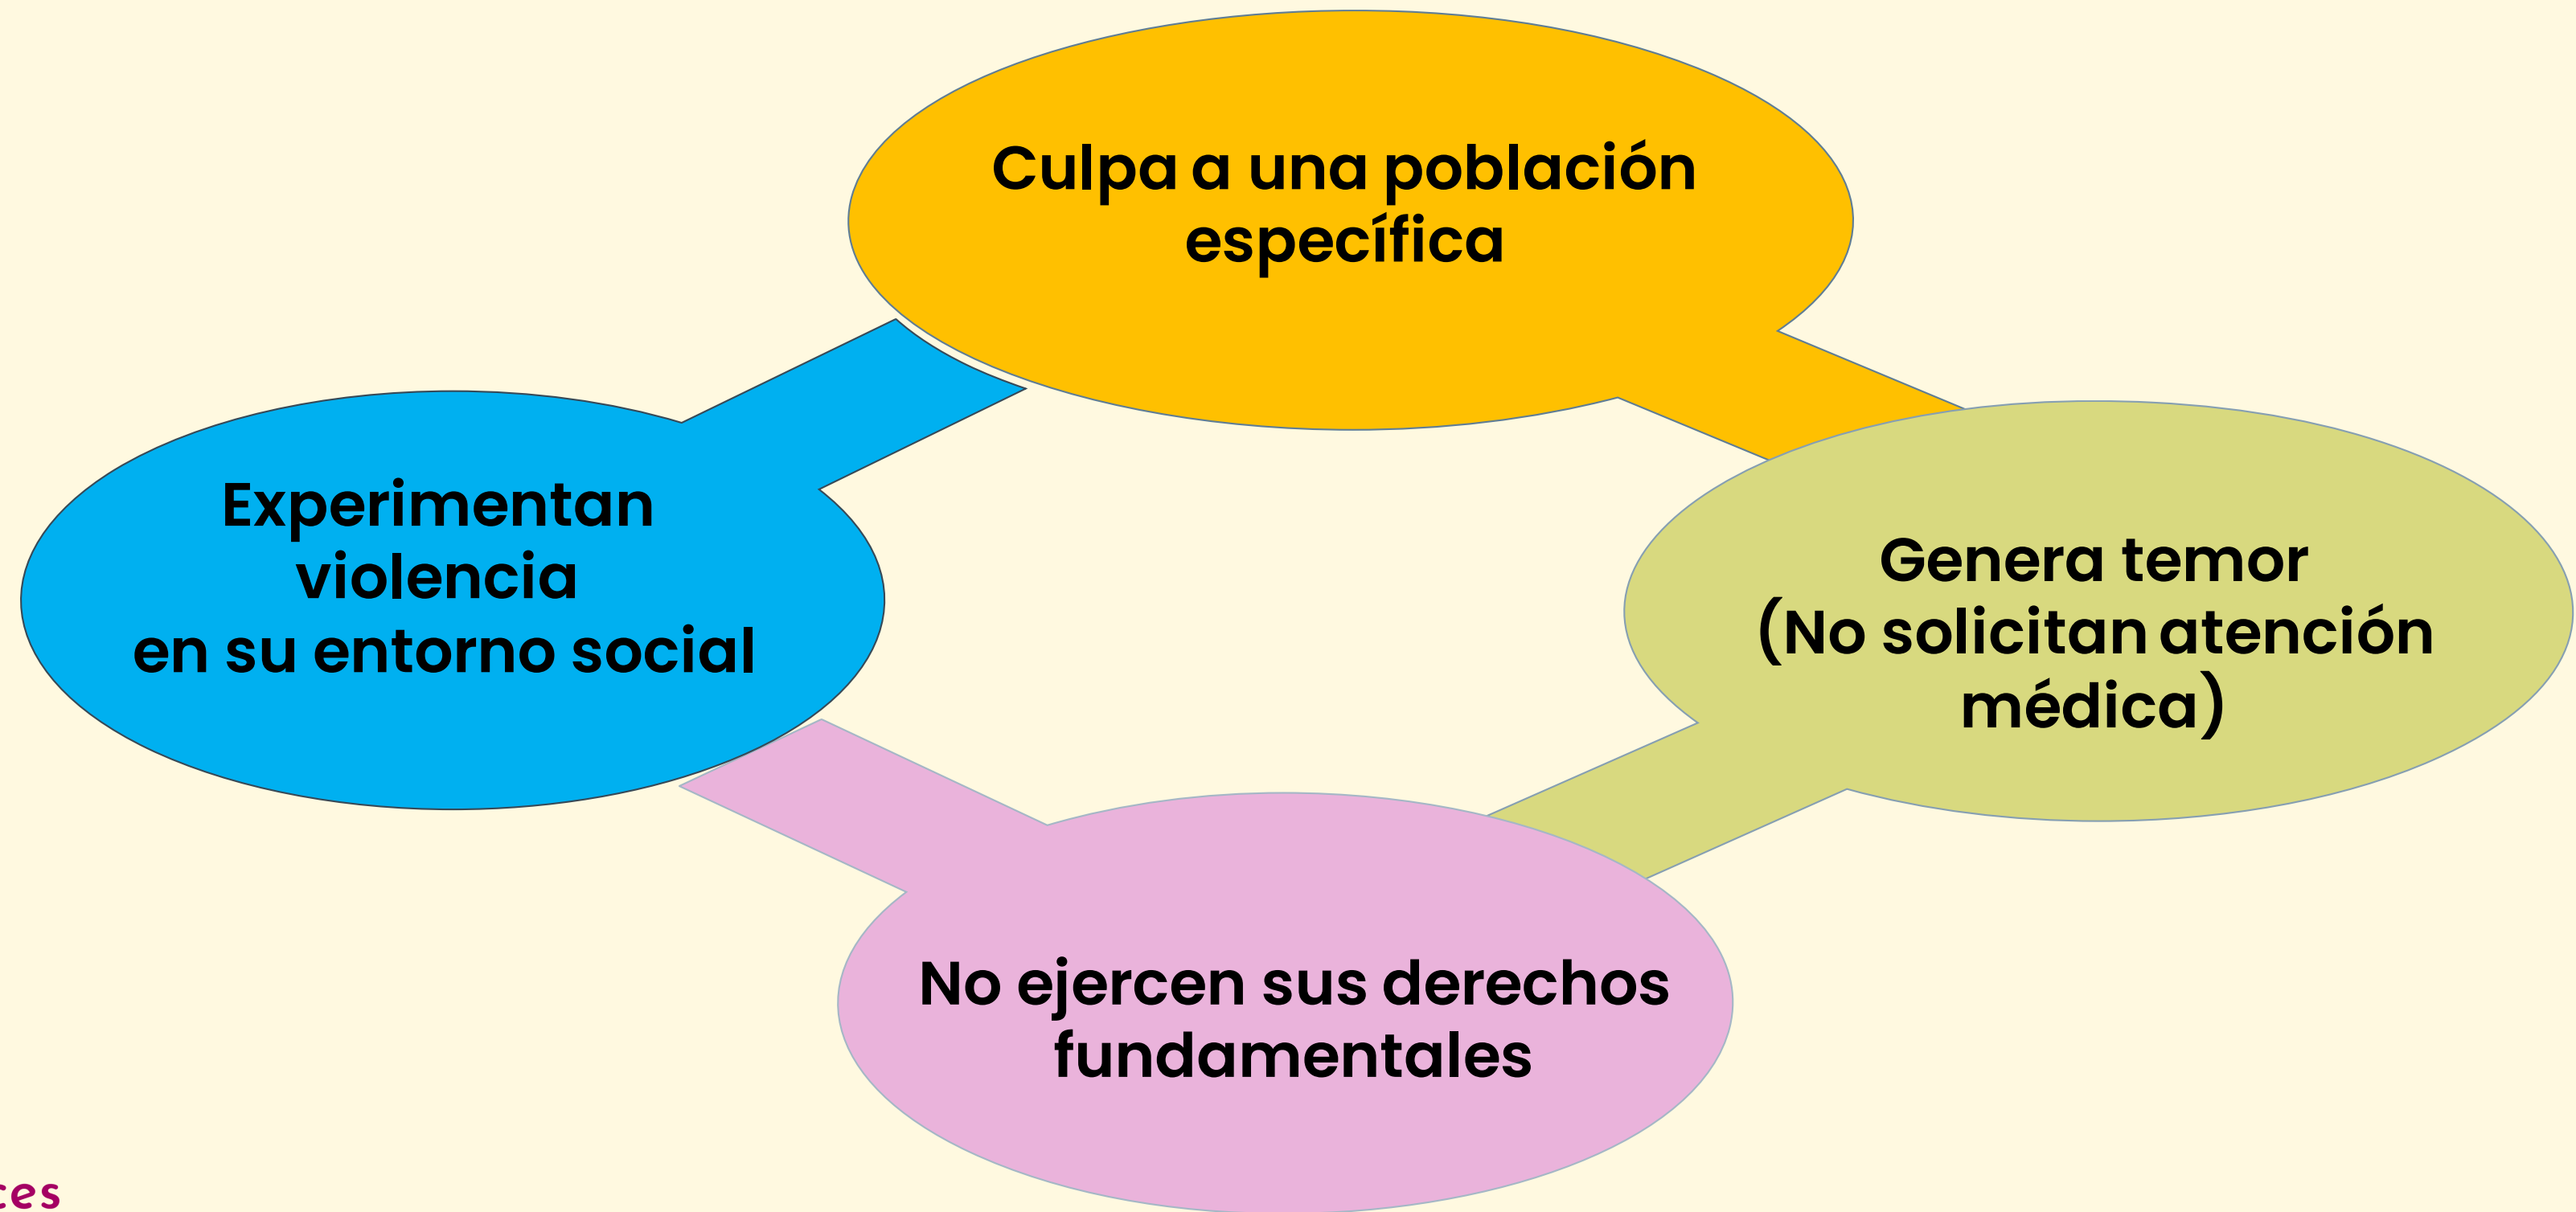 Culpa a una población
específica
Experimentan
violencia
en su entorno social
Genera temor
(No solicitan atención
médica)
No ejercen sus derechos
fundamentales